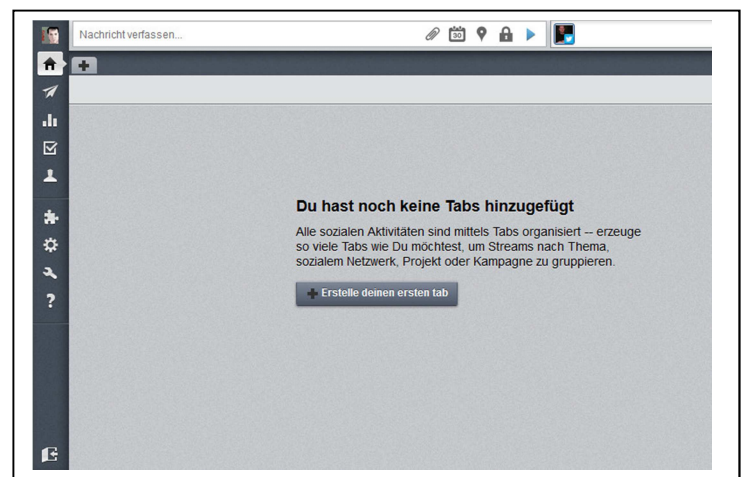 Nachricht verfassen...
30
Du hast noch keine Tabs hinzugefügt
Alle sozialen Aktivitäten sind mittels Tabs organisiert -- erzeuge
so viele Tabs wie Du möchtest, um Streams nach Thema,
sozialem Netzwerk, Projekt oder Kampagne zu gruppieren.
Erstelle deinen ersten tab
?